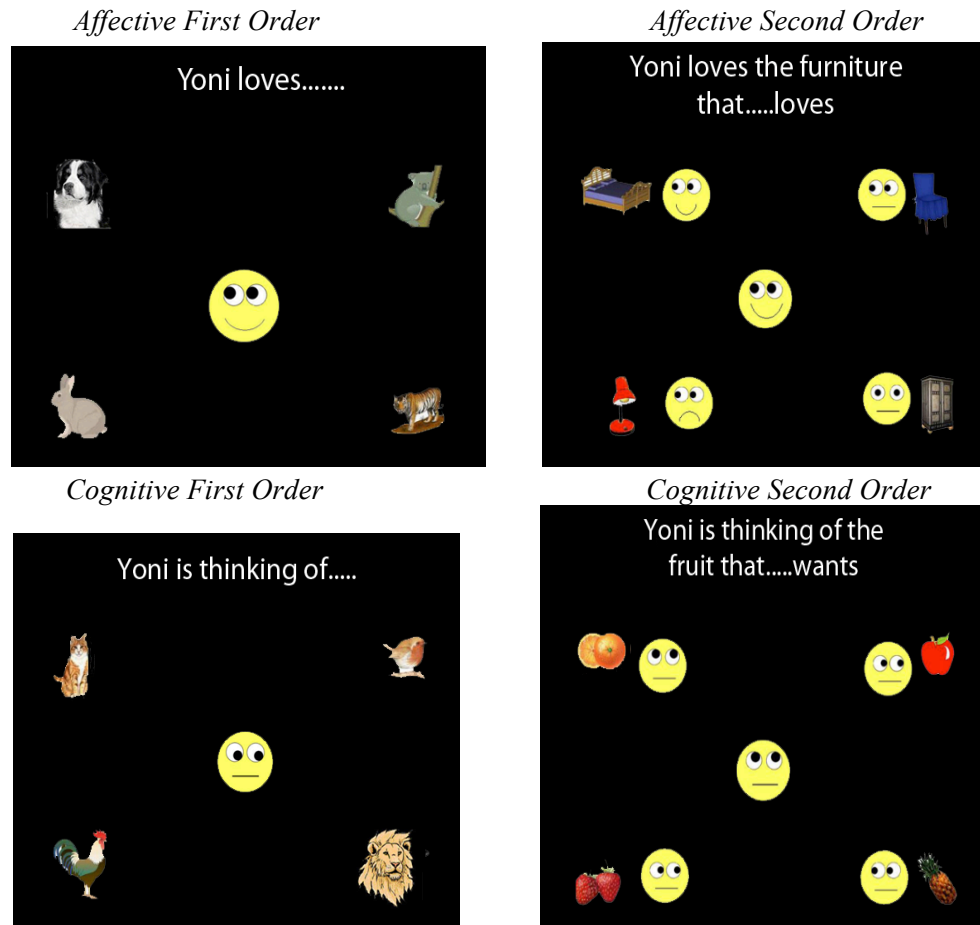 Affective First Order
Affective Second Order
Yoni loves.......
Yoni loves the furniture
that.....loves
Cognitive First Order
Cognitive Second Order
Yoni is thinking of.....
Yoni is thinking of the
fruit that.....wants